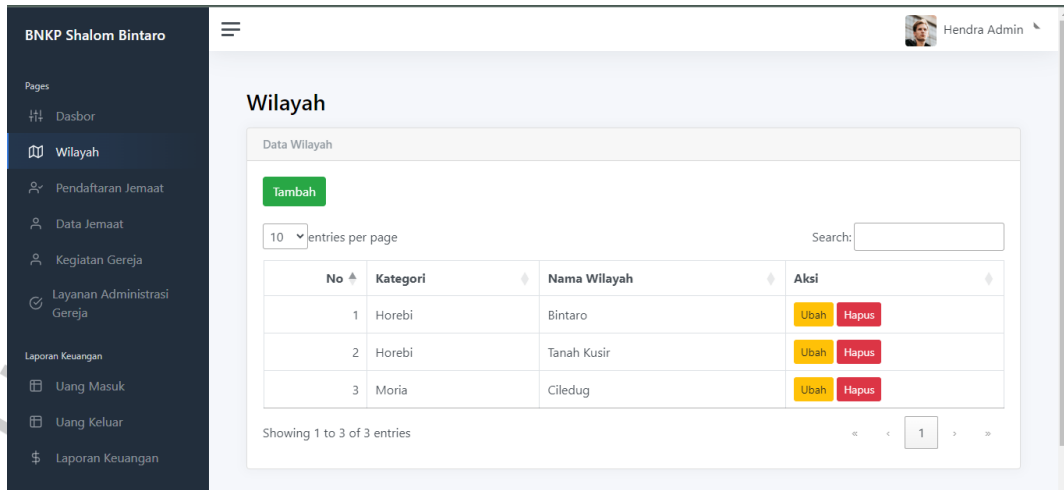 BNKP Shalom Bintaro
Hendra Admin
Pages
Dasbor
Wilayah
Pendaftaran Jemaat
Data Jemaat
Kegiatan Gereja
Layanan Administrasi
Gereja
Laporan Keuangan
Uang Masuk
Uang Keluar
$ Laporan Keuangan
Wilayah
Data Wilayah
Tambah
10 entries per page Search:
No Kategori Nama Wilayah Aksi
1 Horebi Bintaro Ubah Hapus
2 Horebi Tanah Kusir Ubah Hapus
3 Moria Ciledug Ubah Hapus
Showing 1 to 3 of 3 entries « ‹ 1 › »